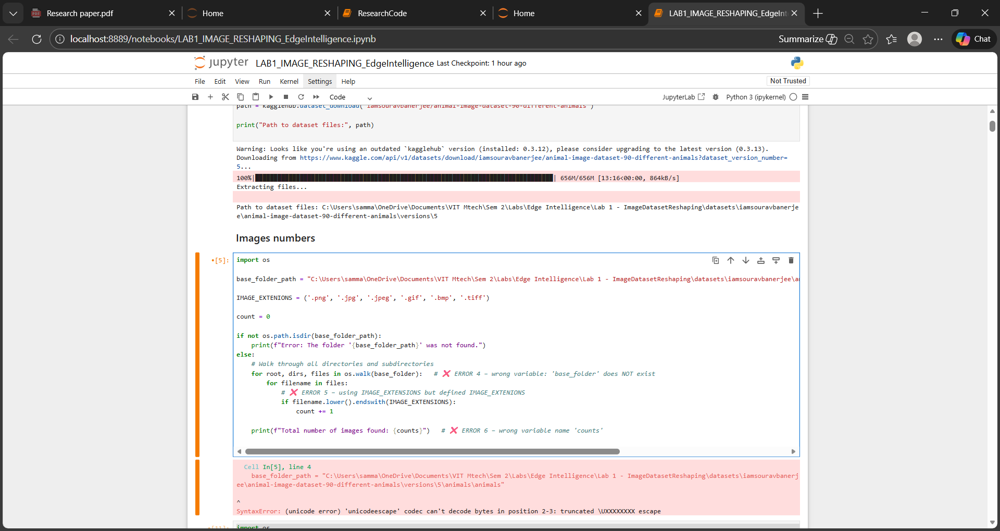 Research paper.pdf
Home
ResearchCode
Home
LAB1_IMAGE_RESHAPING_EdgeInt
localhost:8889/notebooks/LAB1_IMAGE_RESHAPING_EdgeIntelligence.ipynb
Summarize
Chat
jupyter LAB1_IMAGE_RESHAPING_EdgeIntelligence Last Checkpoint: 1 hour ago
File Edit View Run Kernel Settings Help
Not Trusted
Code
JupyterLab
Python 3 (ipykernel)
path = kagglehub.dataset_download("iamsouravbanerjee/animal-image-dataset-90-different-animals")
print("Path to dataset files:", path)
Warning: Looks like you're using an outdated `kagglehub` version (installed: 0.3.12), please consider upgrading to the latest version (0.3.13).
Downloading from https://www.kaggle.com/api/v1/datasets/download/iamsouravbanerjee/animal-image-dataset-90-different-animals?dataset_version_number=
5...
100%| | 656M/656M [13:16<00:00, 864kB/s]
Extracting files...
Path to dataset files: C:\Users\samma\OneDrive\Documents\VIT Mtech\Sem 2\Labs\Edge Intelligence\Lab 1 - ImageDatasetReshaping\datasets\iamsouravbanerje
e\animal-image-dataset-90-different-animals\versions\5
Images numbers
•[5]:
import os
base_folder_path = "C:\Users\samma\OneDrive\Documents\VIT Mtech\Sem 2\Labs\Edge Intelligence\Lab 1 - ImageDatasetReshaping\datasets\iamsouravbanerjee\a
IMAGE_EXTENIONS = ('.png', '.jpg', '.jpeg', '.gif', '.bmp', '.tiff')
count = 0
if not os.path.isdir(base_folder_path):
    print(f"Error: The folder '{base_folder_path}' was not found.")
else:
    # Walk through all directories and subdirectories
    for root, dirs, files in os.walk(base_folder):   # ❌ ERROR 4 – wrong variable: 'base_folder' does NOT exist
        for filename in files:
            # ❌ ERROR 5 – using IMAGE_EXTENSIONS but defined IMAGE_EXTENIONS
            if filename.lower().endswith(IMAGE_EXTENSIONS):
                count += 1
    print(f"Total number of images found: {counts}")   # ❌ ERROR 6 – wrong variable name 'counts'
Cell In[5], line 4
base_folder_path = "C:\Users\samma\OneDrive\Documents\VIT Mtech\Sem 2\Labs\Edge Intelligence\Lab 1 - ImageDatasetReshaping\datasets\iamsouravbanerj
ee\animal-image-dataset-90-different-animals\versions\5\animals\animals"
^
SyntaxError: (unicode error) 'unicodeescape' codec can't decode bytes in position 2-3: truncated \UXXXXXXXX escape
•[11]:
import os